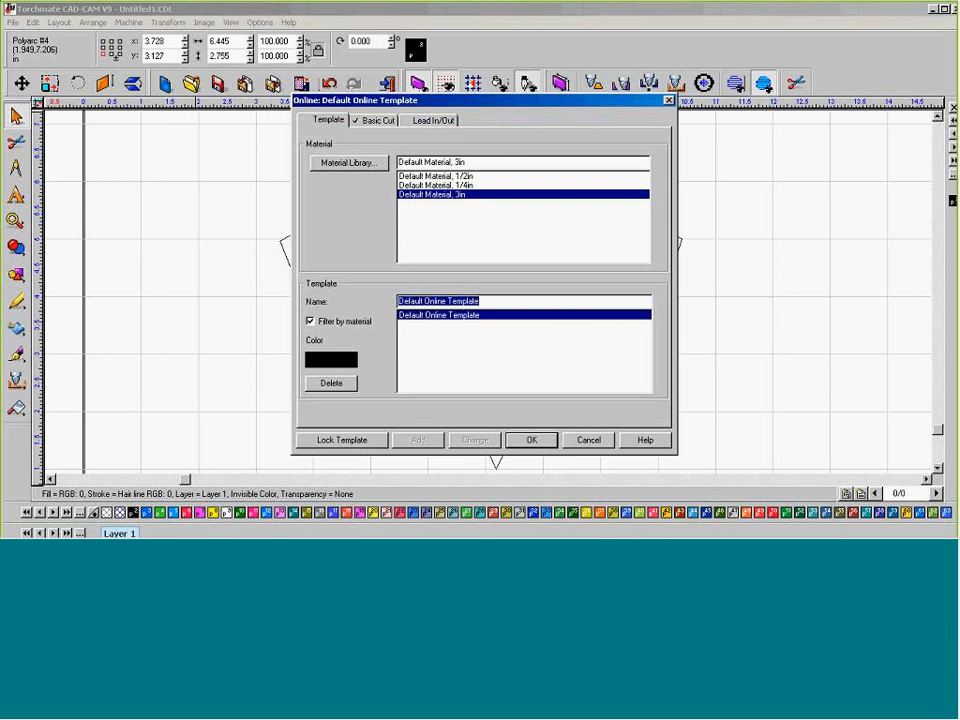 Torchmate CAD-CAM V9 - Untitled1.CDL
File Edit Layout Arrange Machine Transform Image View Options Help
Polyarc #4
(1.949,7.206)
in
x: 3.728 6.445 100.000 % 0.000 °
y: 3.127 2.755 100.000 %
Online: Default Online Template
Template Basic Cut Lead In/Out
Material
Material Library... Default Material, 3in
Default Material, 1/2in
Default Material, 1/4in
Default Material, 3in
Template
Name: Default Online Template
Default Online Template
Filter by material
Color
Delete
Lock Template Add Change OK Cancel Help
Fill = RGB: 0, Stroke = Hair line RGB: 0, Layer = Layer 1, Invisible Color, Transparency = None
0/0
Layer 1